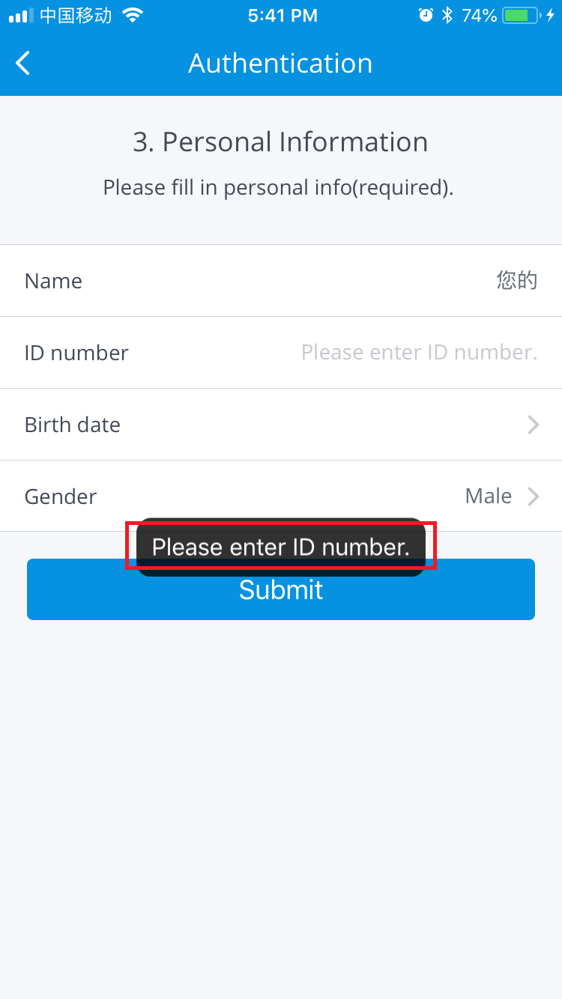 中国移动 5:41 PM 74%
Authentication
3. Personal Information
Please fill in personal info(required).
Name 您的
ID number Please enter ID number.
Birth date
Gender Male
Please enter ID number.
Submit